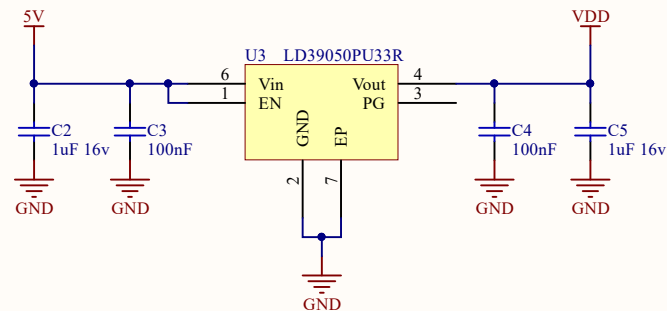 5V
VDD
U3 LD39050PU33R
6
Vin
Vout
4
1
EN
PG
3
C2
1uF 16v
C3
100nF
GND
EP
C4
100nF
C5
1uF 16v
2
7
GND
GND
GND
GND
GND